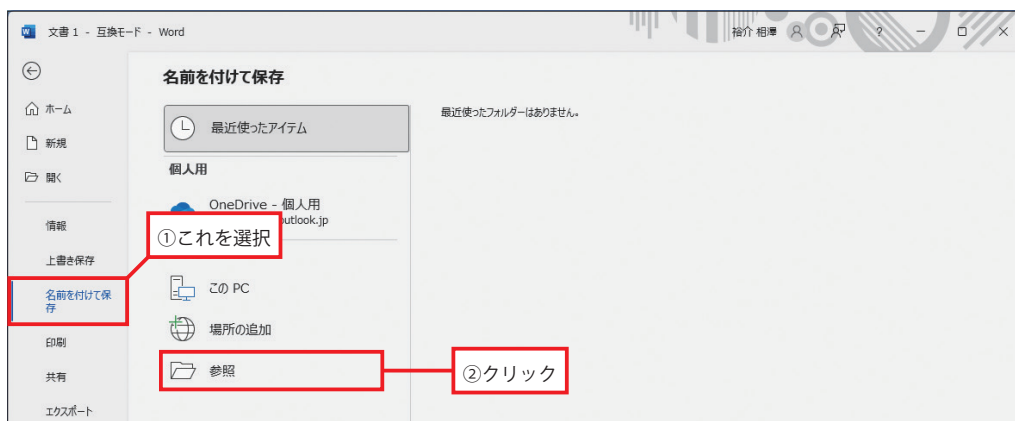 文書1 - 互換モード - Word
裕介 相澤
?
名前を付けて保存
ホーム
新規
開く
情報
上書き保存
名前を付けて保
存
印刷
共有
エクスポート
最近使ったアイテム
個人用
OneDrive - 個人用
outlook.jp
この PC
場所の追加
参照
最近使ったフォルダーはありません。
①これを選択
②クリック